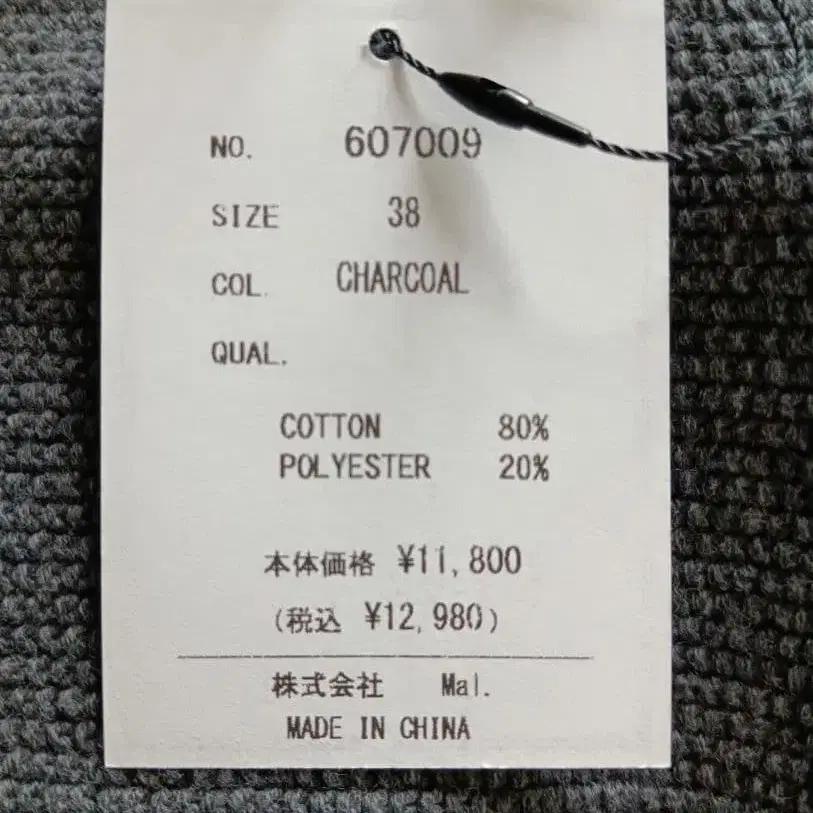 NO. 607009
SIZE 38
COL. CHARCOAL
QUAL.
COTTON 80%
POLYESTER 20%
本体価格 ¥11,800
(税込 ¥12,980)
株式会社 Mal.
MADE IN CHINA